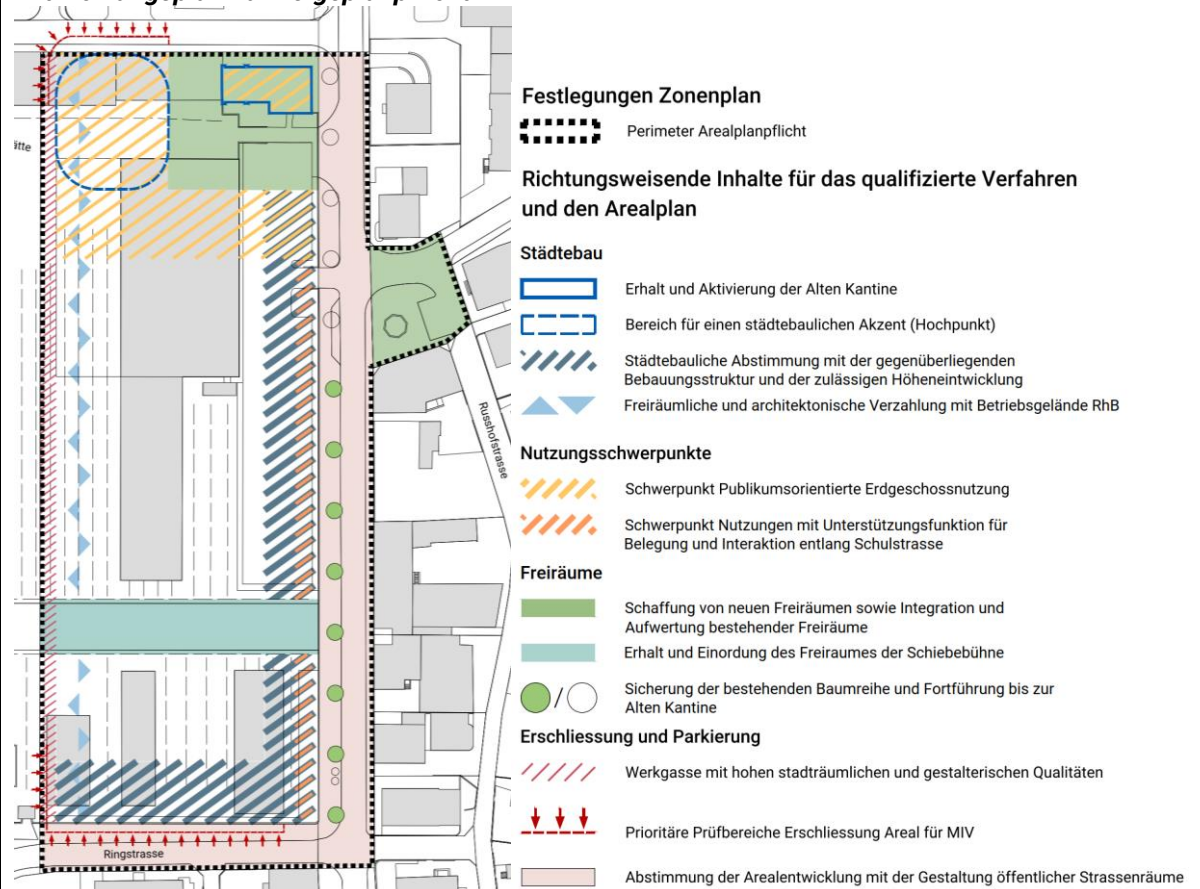 ätte
Russhofstrasse
Ringstrasse
Festlegungen Zonenplan
Perimeter Arealplanpflicht
Richtungsweisende Inhalte für das qualifizierte Verfahren
und den Arealplan
Städtebau
Erhalt und Aktivierung der Alten Kantine
Bereich für einen städtebaulichen Akzent (Hochpunkt)
Städtebauliche Abstimmung mit der gegenüberliegenden
Bebauungsstruktur und der zulässigen Höheneintwicklung
Freiräumliche und architektonische Verzahlung mit Betriebsgelände RhB
Nutzungsschwerpunkte
Schwerpunkt Publikumsorientierte Erdgeschossnutzung
Schwerpunkt Nutzungen mit Unterstützungsfunktion für
Belegung und Interaktion entlang Schulstrasse
Freiräume
Schaffung von neuen Freiräumen sowie Integration und
Aufwertung bestehender Freiräume
Erhalt und Einordung des Freiraumes der Schiebebühne
/
Sicherung der bestehenden Baumreihe und Fortführung bis zur
Alten Kantine
Erschliessung und Parkierung
Werkgasse mit hohen stadträumlichen und gestalterischen Qualitäten
Prioritäre Prüfbereiche Erschliessung Areal für MIV
Abstimmung der Arealentwicklung mit der Gestaltung öffentlicher Strassenräume